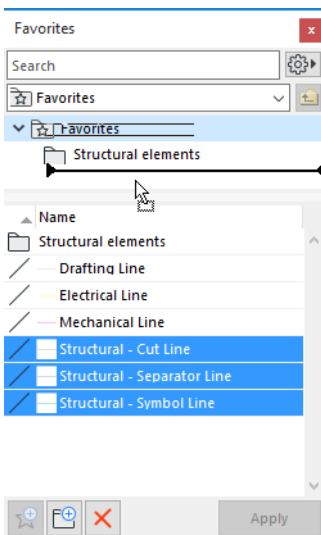 Favorites
x
Search
Favorites
Favorites
Structural elements
Name
Structural elements
Drafting Line
Electrical Line
Mechanical Line
Structural - Cut Line
Structural - Separator Line
Structural - Symbol Line
Apply